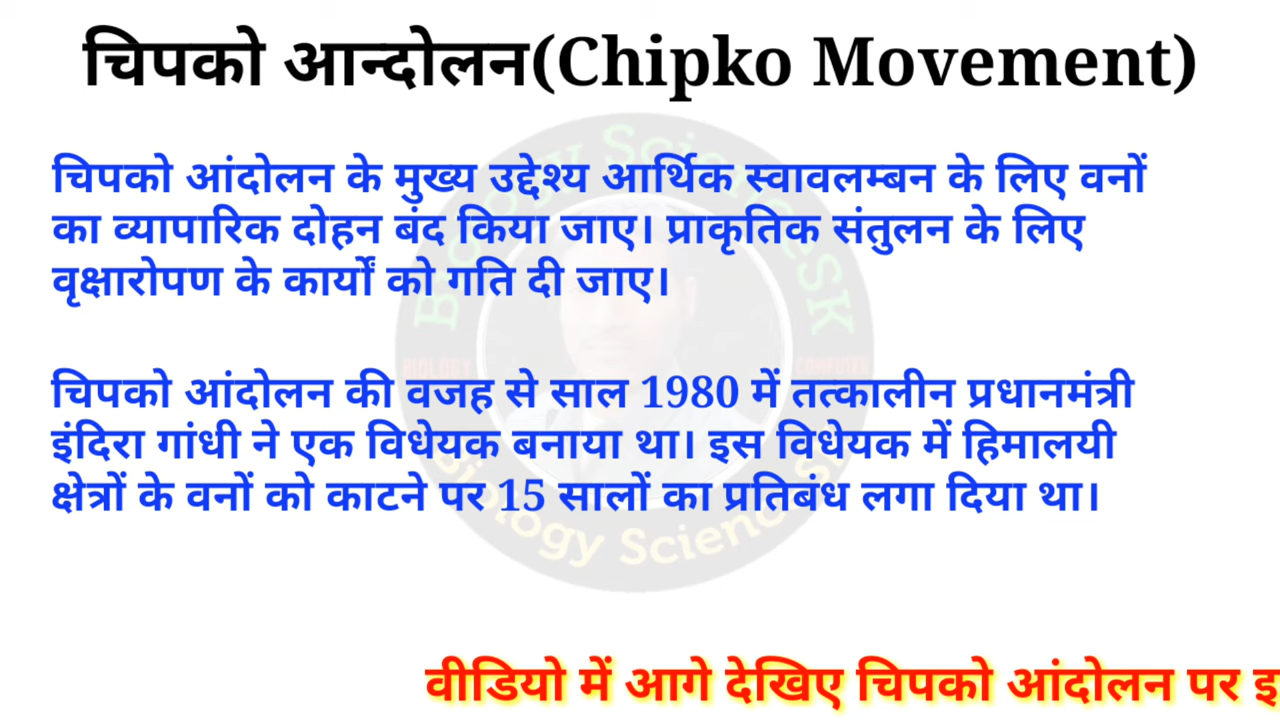 चिपको आन्दोलन(Chipko Movement)
चिपको आंदोलन के मुख्य उद्देश्य आर्थिक स्वावलम्बन के लिए वनों
का व्यापारिक दोहन बंद किया जाए। प्राकृतिक संतुलन के लिए
वृक्षारोपण के कार्यों को गति दी जाए।
चिपको आंदोलन की वजह से साल 1980 में तत्कालीन प्रधानमंत्री
इंदिरा गांधी ने एक विधेयक बनाया था। इस विधेयक में हिमालयी
क्षेत्रों के वनों को काटने पर 15 सालों का प्रतिबंध लगा दिया था।
वीडियो में आगे देखिए चिपको आंदोलन पर